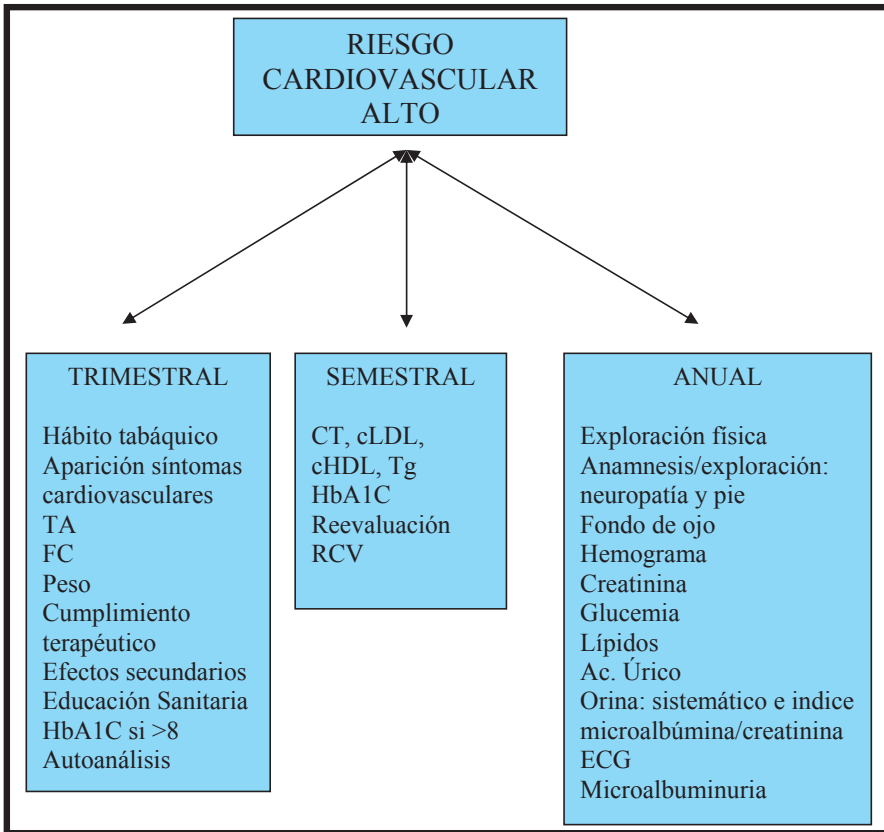 RIESGO
CARDIOVASCULAR
ALTO
TRIMESTRAL
Hábito tabáquico
Aparición síntomas
cardiovasculares
TA
FC
Peso
Cumplimiento
terapéutico
Efectos secundarios
Educación Sanitaria
HbA1C si >8
Autoanálisis
SEMESTRAL
CT, cLDL,
cHDL, Tg
HbA1C
Reevaluación
RCV
ANUAL
Exploración física
Anamnesis/exploración:
neuropatía y pie
Fondo de ojo
Hemograma
Creatinina
Glucemia
Lípidos
Ac. Úrico
Orina: sistemático e indice
microalbúmina/creatinina
ECG
Microalbuminuria